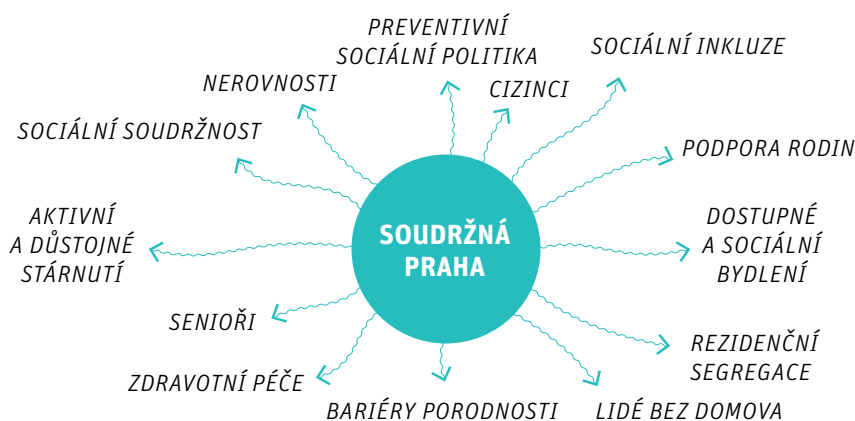 PREVENTIVNÍ
SOCIÁLNÍ POLITIKA
SOCIÁLNÍ INKLUZE
NEROVNOSTI
CIZINCI
SOCIÁLNÍ SOUDRŽNOST
PODPORA RODIN
AKTIVNÍ
A DŮSTOJNÉ
STÁRNUTÍ
SOUDRŽNÁ
PRAHA
DOSTUPNÉ
A SOCIÁLNÍ
BYDLENÍ
SENIOŘI
REZIDENČNÍ
SEGREGACE
ZDRAVOTNÍ PÉČE
BARIÉRY PORODNOSTI
LIDÉ BEZ DOMOVA